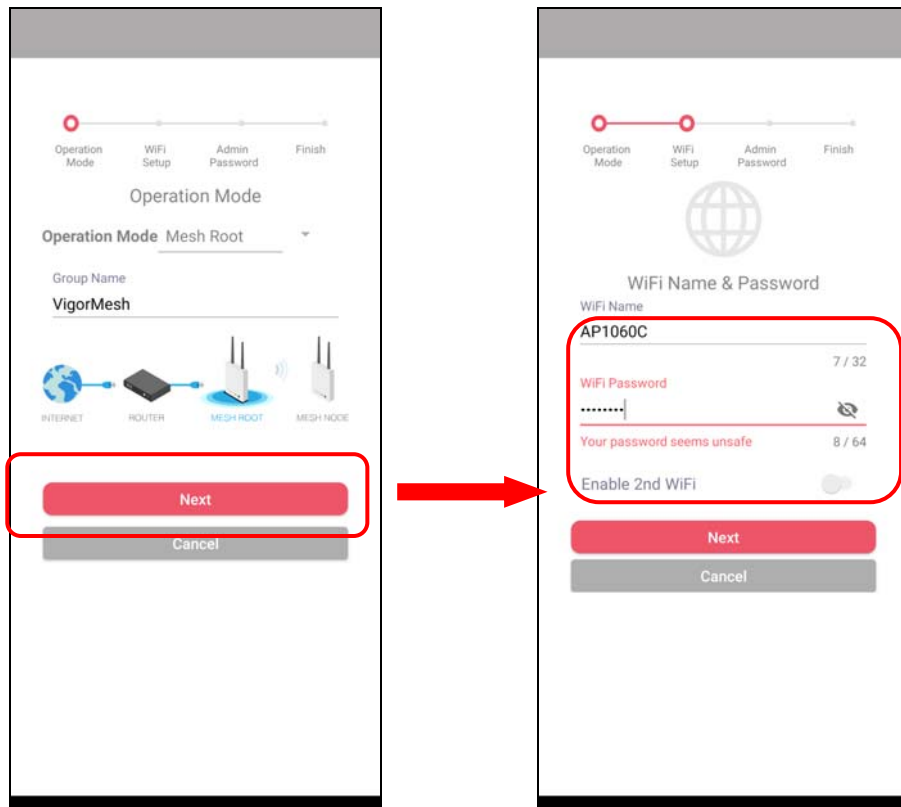 Operation Mode
WiFi Setup
Admin Password
Finish
Operation Mode
Operation Mode Mesh Root
Group Name
VigorMesh
INTERNET ROUTER MESH ROOT MESH NODE
Next
Cancel
Operation Mode
WiFi Setup
Admin Password
Finish
WiFi Name & Password
WiFi Name
AP1060C
7 / 32
WiFi Password
••••••••
Your password seems unsafe 8 / 64
Enable 2nd WiFi
Next
Cancel